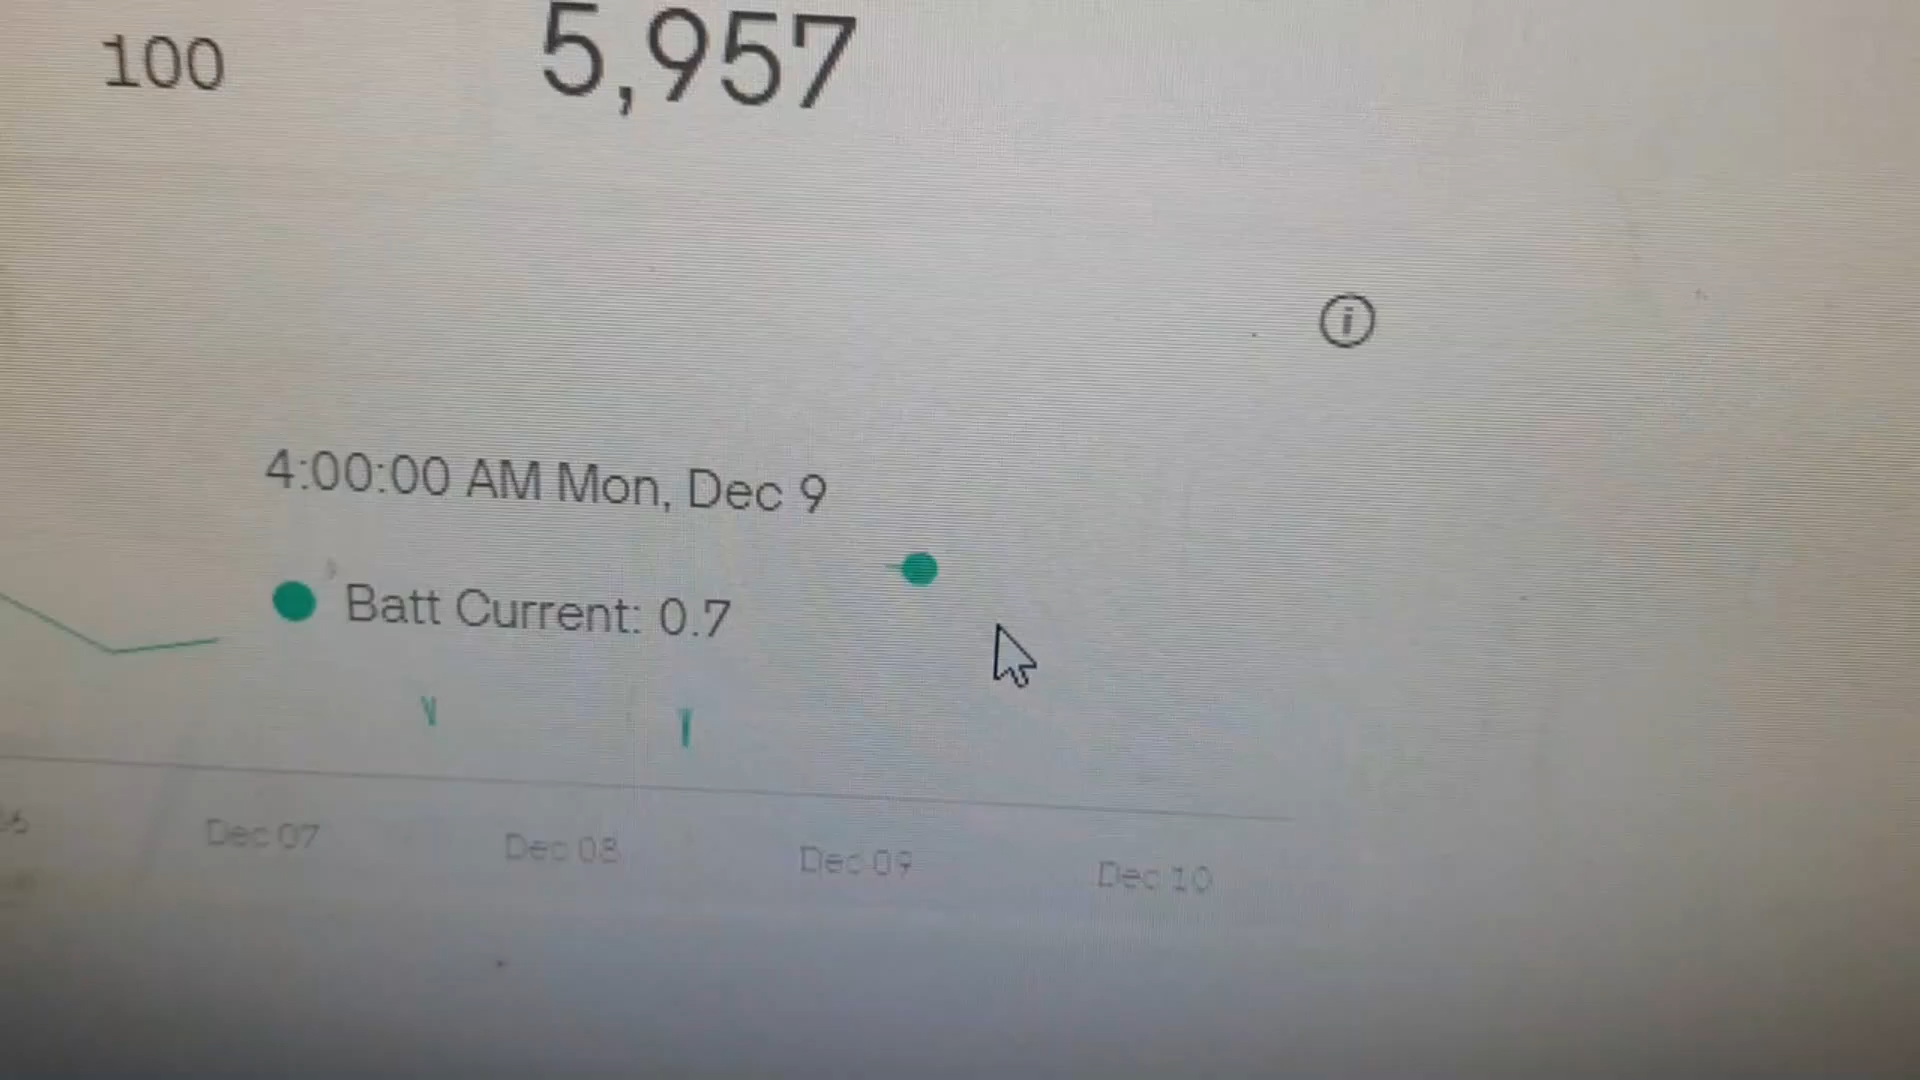 100
5,957
4:00:00 AM Mon, Dec 9
Batt Current: 0.7
Dec 07
Dec 08
Dec 09
Dec 10